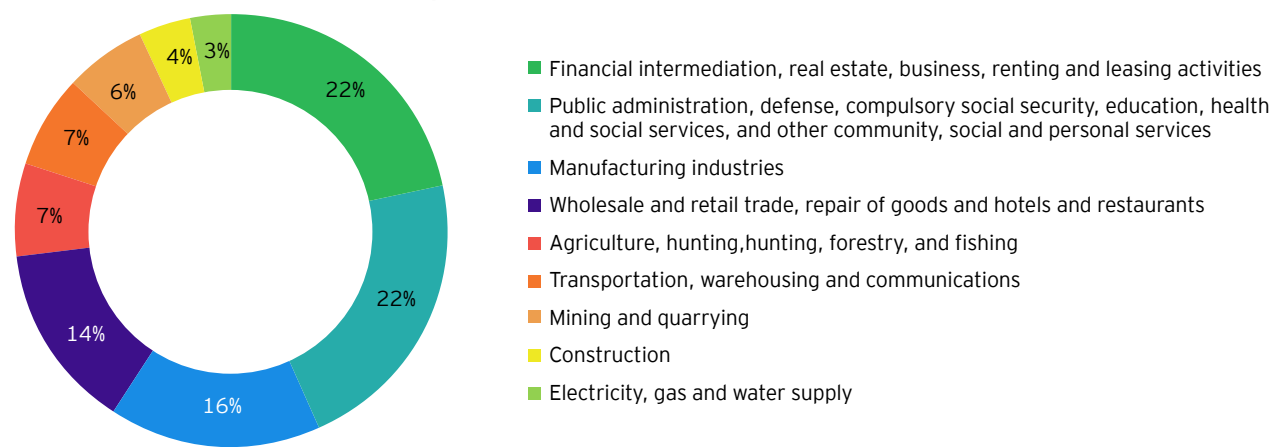 3%
4%
22%
6%
7%
7%
22%
14%
16%
Financial intermediation, real estate, business, renting and leasing activities
Public administration, defense, compulsory social security, education, health
and social services, and other community, social and personal services
Manufacturing industries
Wholesale and retail trade, repair of goods and hotels and restaurants
Agriculture, hunting,hunting, forestry, and fishing
Transportation, warehousing and communications
Mining and quarrying
Construction
Electricity, gas and water supply